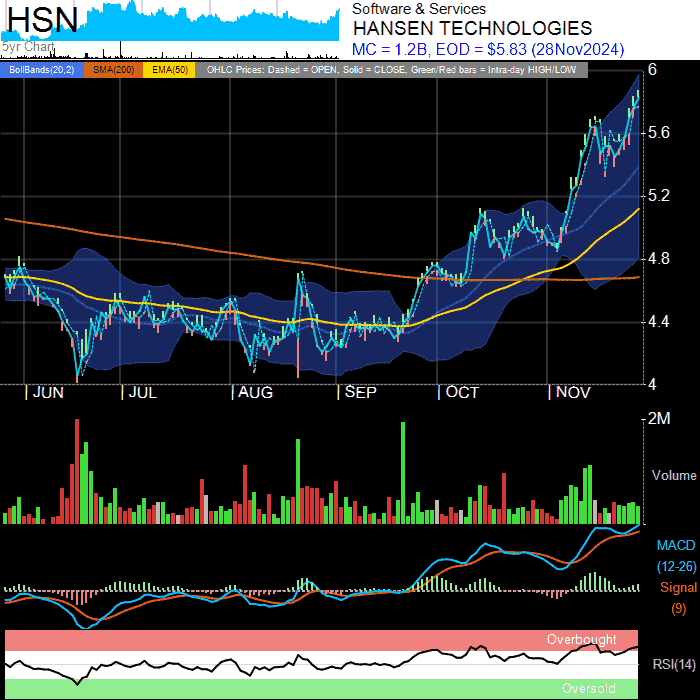 HSN
5yr Chart
Software & Services
HANSEN TECHNOLOGIES
MC = 1.2B, EOD = $5.83 (28Nov2024)
BollBands(20,2) SMA(200) EMA(50) OHLC Prices: Dashed = OPEN, Solid = CLOSE, Green/Red bars = Intra-day HIGH/LOW
6
5.6
5.2
4.8
4.4
4
JUN JUL AUG SEP OCT NOV
2M
Volume
MACD
(12-26)
Signal
(9)
Overbought
RSI(14)
Oversold